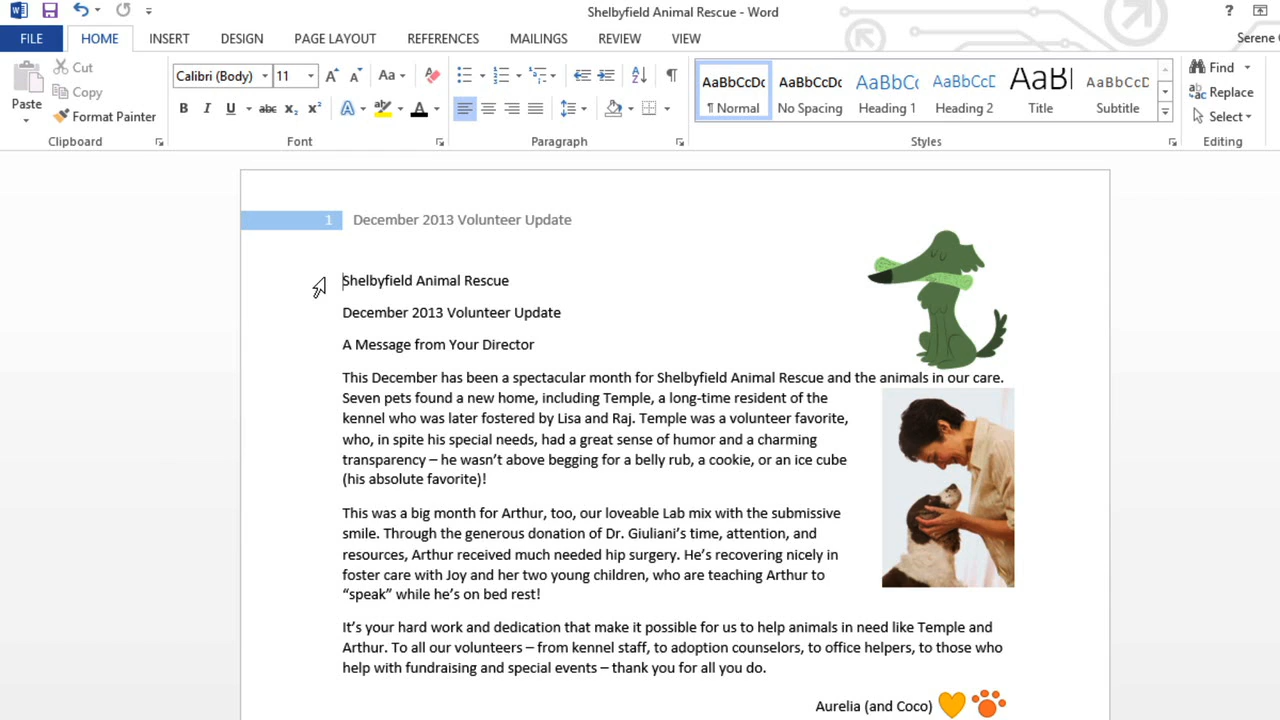 Shelbyfield Animal Rescue - Word
?
FILE
HOME
INSERT
DESIGN
PAGE LAYOUT
REFERENCES
MAILINGS
REVIEW
VIEW
Serene
Paste
Cut
Copy
Format Painter
Clipboard
Calibri (Body)
11
Aa
B I U abc x₂ x²
A A
Font
Paragraph
AaBbCcDc
¶ Normal
AaBbCcDc
No Spacing
AaBbCc
Heading 1
AaBbCcD
Heading 2
AaB
Title
AaBbCcD
Subtitle
Styles
Find
Replace
Select
Editing
1 December 2013 Volunteer Update
Shelbyfield Animal Rescue
December 2013 Volunteer Update
A Message from Your Director
This December has been a spectacular month for Shelbyfield Animal Rescue and the animals in our care.
Seven pets found a new home, including Temple, a long-time resident of the
kennel who was later fostered by Lisa and Raj. Temple was a volunteer favorite,
who, in spite his special needs, had a great sense of humor and a charming
transparency – he wasn't above begging for a belly rub, a cookie, or an ice cube
(his absolute favorite)!
This was a big month for Arthur, too, our loveable Lab mix with the submissive
smile. Through the generous donation of Dr. Giuliani's time, attention, and
resources, Arthur received much needed hip surgery. He's recovering nicely in
foster care with Joy and her two young children, who are teaching Arthur to
“speak” while he's on bed rest!
It's your hard work and dedication that make it possible for us to help animals in need like Temple and
Arthur. To all our volunteers – from kennel staff, to adoption counselors, to office helpers, to those who
help with fundraising and special events – thank you for all you do.
Aurelia (and Coco)